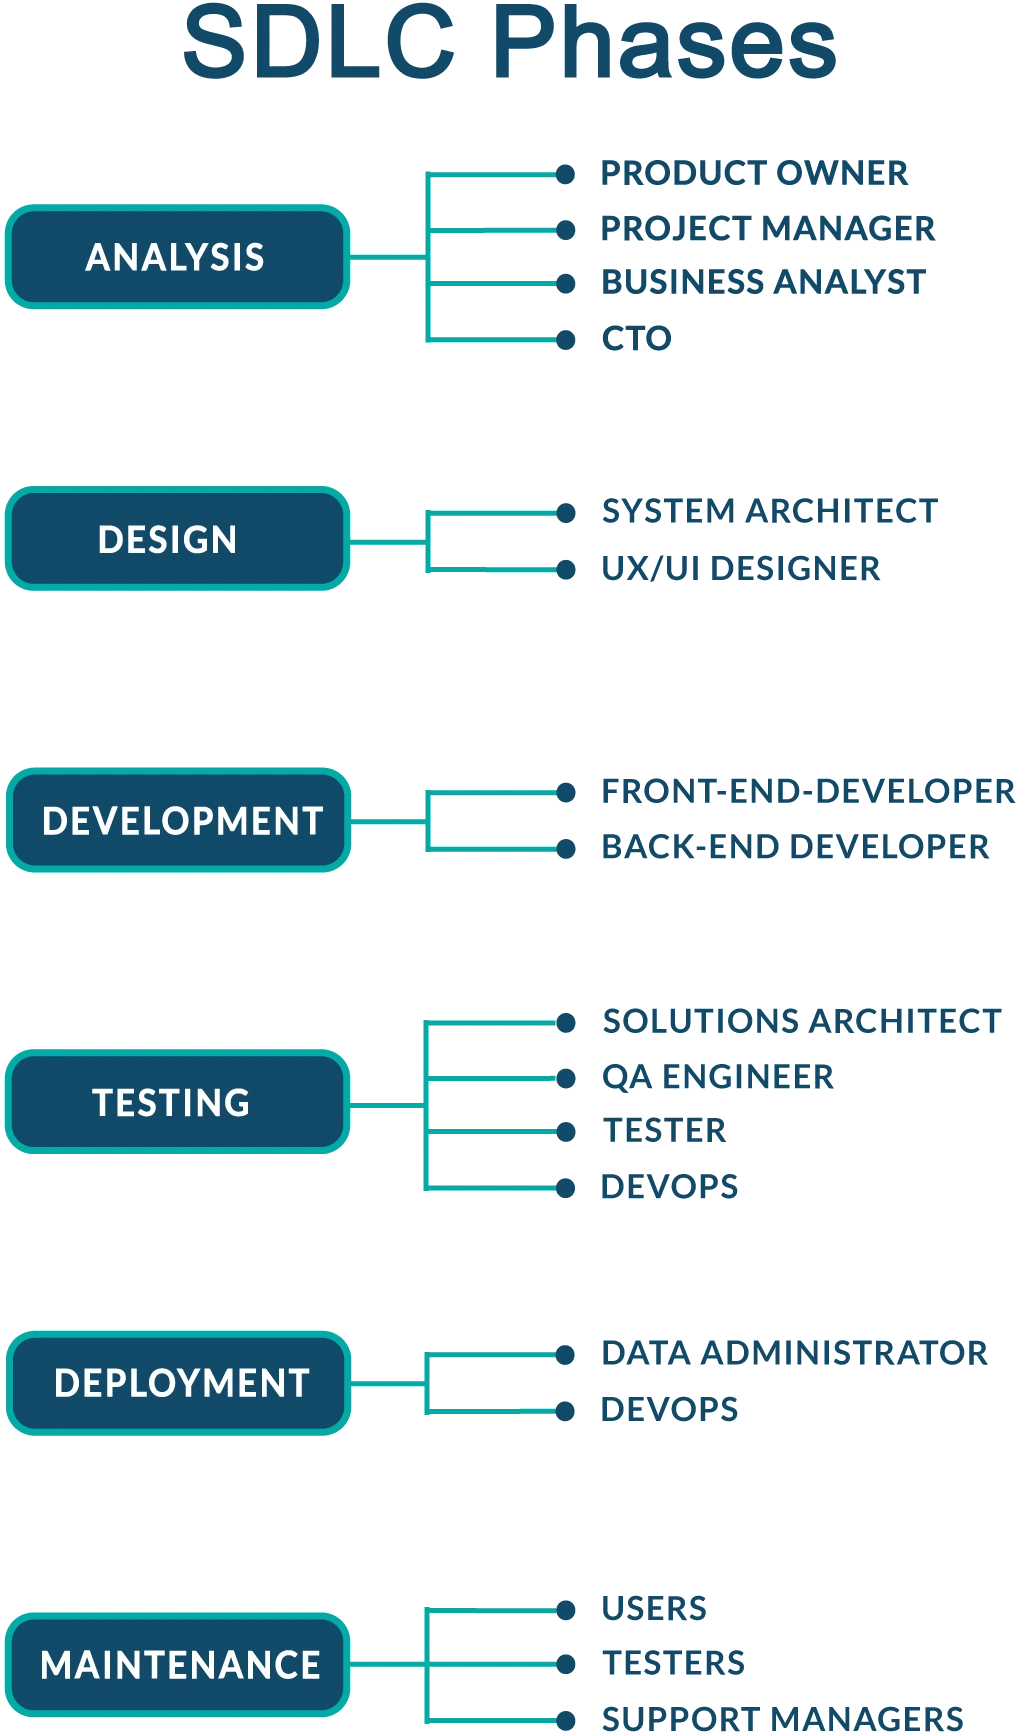 SDLC Phases
ANALYSIS
PRODUCT OWNER
PROJECT MANAGER
BUSINESS ANALYST
CTO
DESIGN
SYSTEM ARCHITECT
UX/UI DESIGNER
DEVELOPMENT
FRONT-END-DEVELOPER
BACK-END DEVELOPER
TESTING
SOLUTIONS ARCHITECT
QA ENGINEER
TESTER
DEVOPS
DEPLOYMENT
DATA ADMINISTRATOR
DEVOPS
MAINTENANCE
USERS
TESTERS
SUPPORT MANAGERS